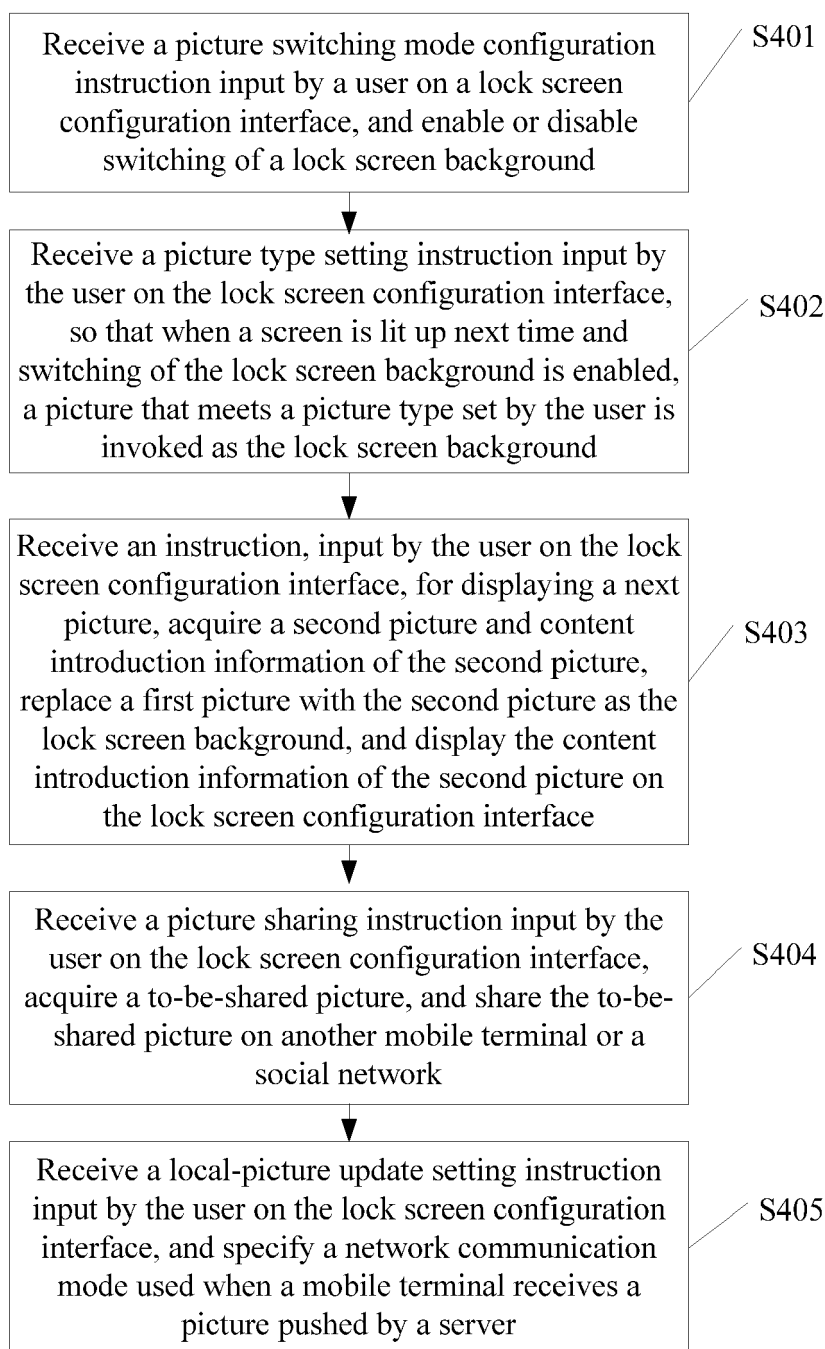 Receive a picture switching mode configuration
instruction input by a user on a lock screen
configuration interface, and enable or disable
switching of a lock screen background
S401
Receive a picture type setting instruction input by
the user on the lock screen configuration interface,
so that when a screen is lit up next time and
switching of the lock screen background is enabled,
a picture that meets a picture type set by the user is
invoked as the lock screen background
S402
Receive an instruction, input by the user on the lock
screen configuration interface, for displaying a next
picture, acquire a second picture and content
introduction information of the second picture,
replace a first picture with the second picture as the
lock screen background, and display the content
introduction information of the second picture on
the lock screen configuration interface
S403
Receive a picture sharing instruction input by the
user on the lock screen configuration interface,
acquire a to-be-shared picture, and share the to-be-
shared picture on another mobile terminal or a
social network
S404
Receive a local-picture update setting instruction
input by the user on the lock screen configuration
interface, and specify a network communication
mode used when a mobile terminal receives a
picture pushed by a server
S405